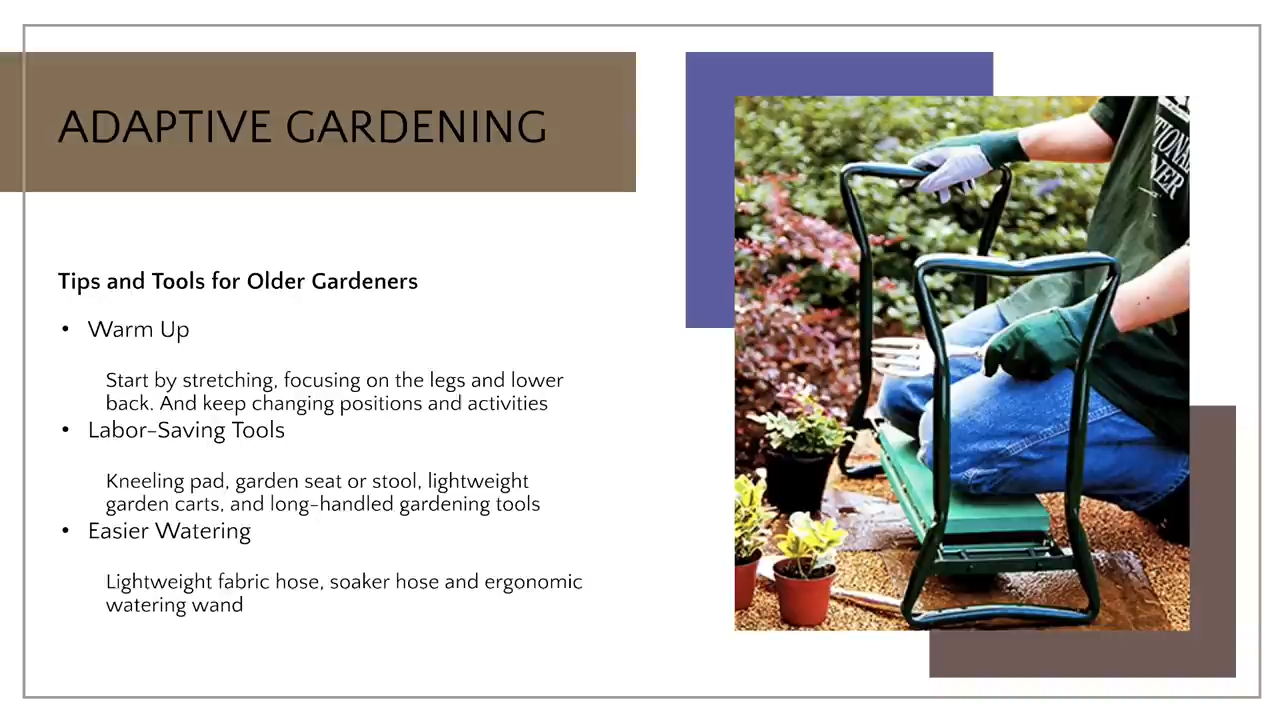 ADAPTIVE GARDENING
Tips and Tools for Older Gardeners
• Warm Up
Start by stretching, focusing on the legs and lower
back. And keep changing positions and activities
• Labor-Saving Tools
Kneeling pad, garden seat or stool, lightweight
garden carts, and long-handled gardening tools
• Easier Watering
Lightweight fabric hose, soaker hose and ergonomic
watering wand